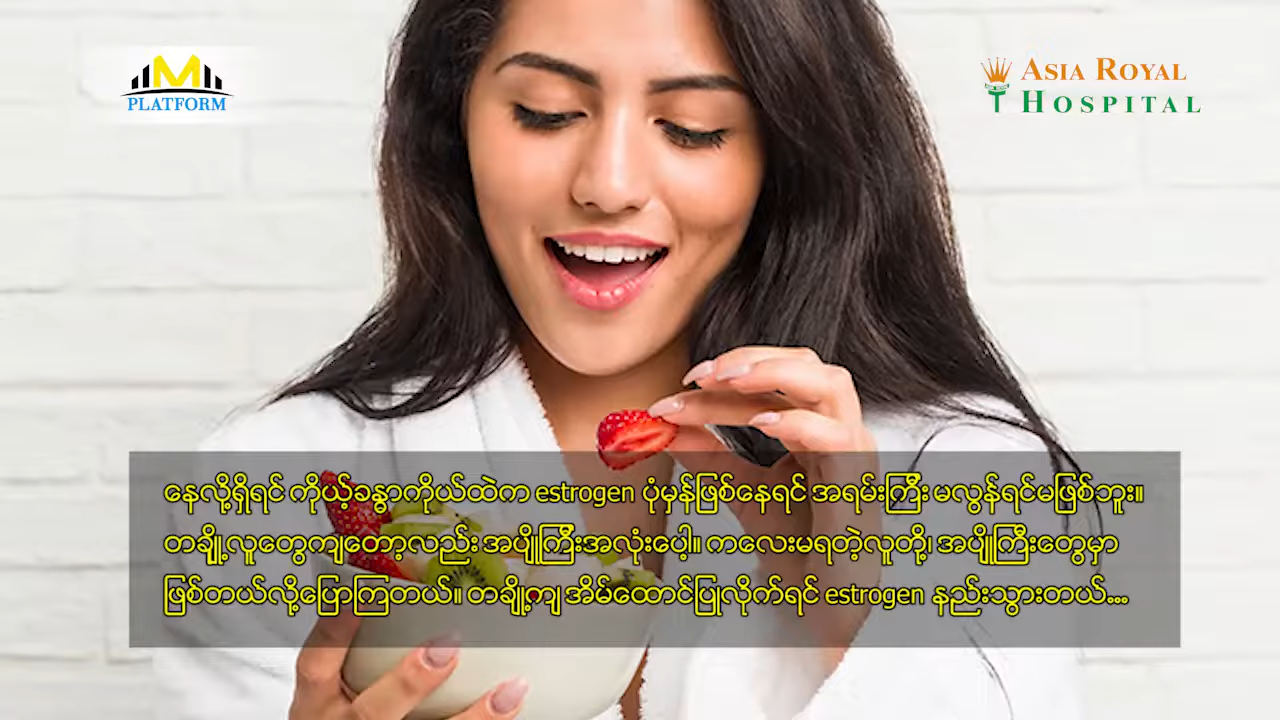 M
PLATFORM
ASIA ROYAL
HOSPITAL
နေလို့ရှိရင် ကိုယ့်ခန္ဓာကိုယ်ထဲက estrogen ပုံမှန်ဖြစ်နေရင် အရမ်းကြီး မလွန်ရင်မဖြစ်ဘူး။
တချို့လူတွေကျတော့လည်း အပျိုကြီးအလုံးပေါ့။ ကလေးမရတဲ့လူတို့၊ အပျိုကြီးတွေမှာ
ဖြစ်တယ်လို့ပြောကြတယ်။ တချို့ကျ အိမ်ထောင်ပြုလိုက်ရင် estrogen နည်းသွားတယ်...